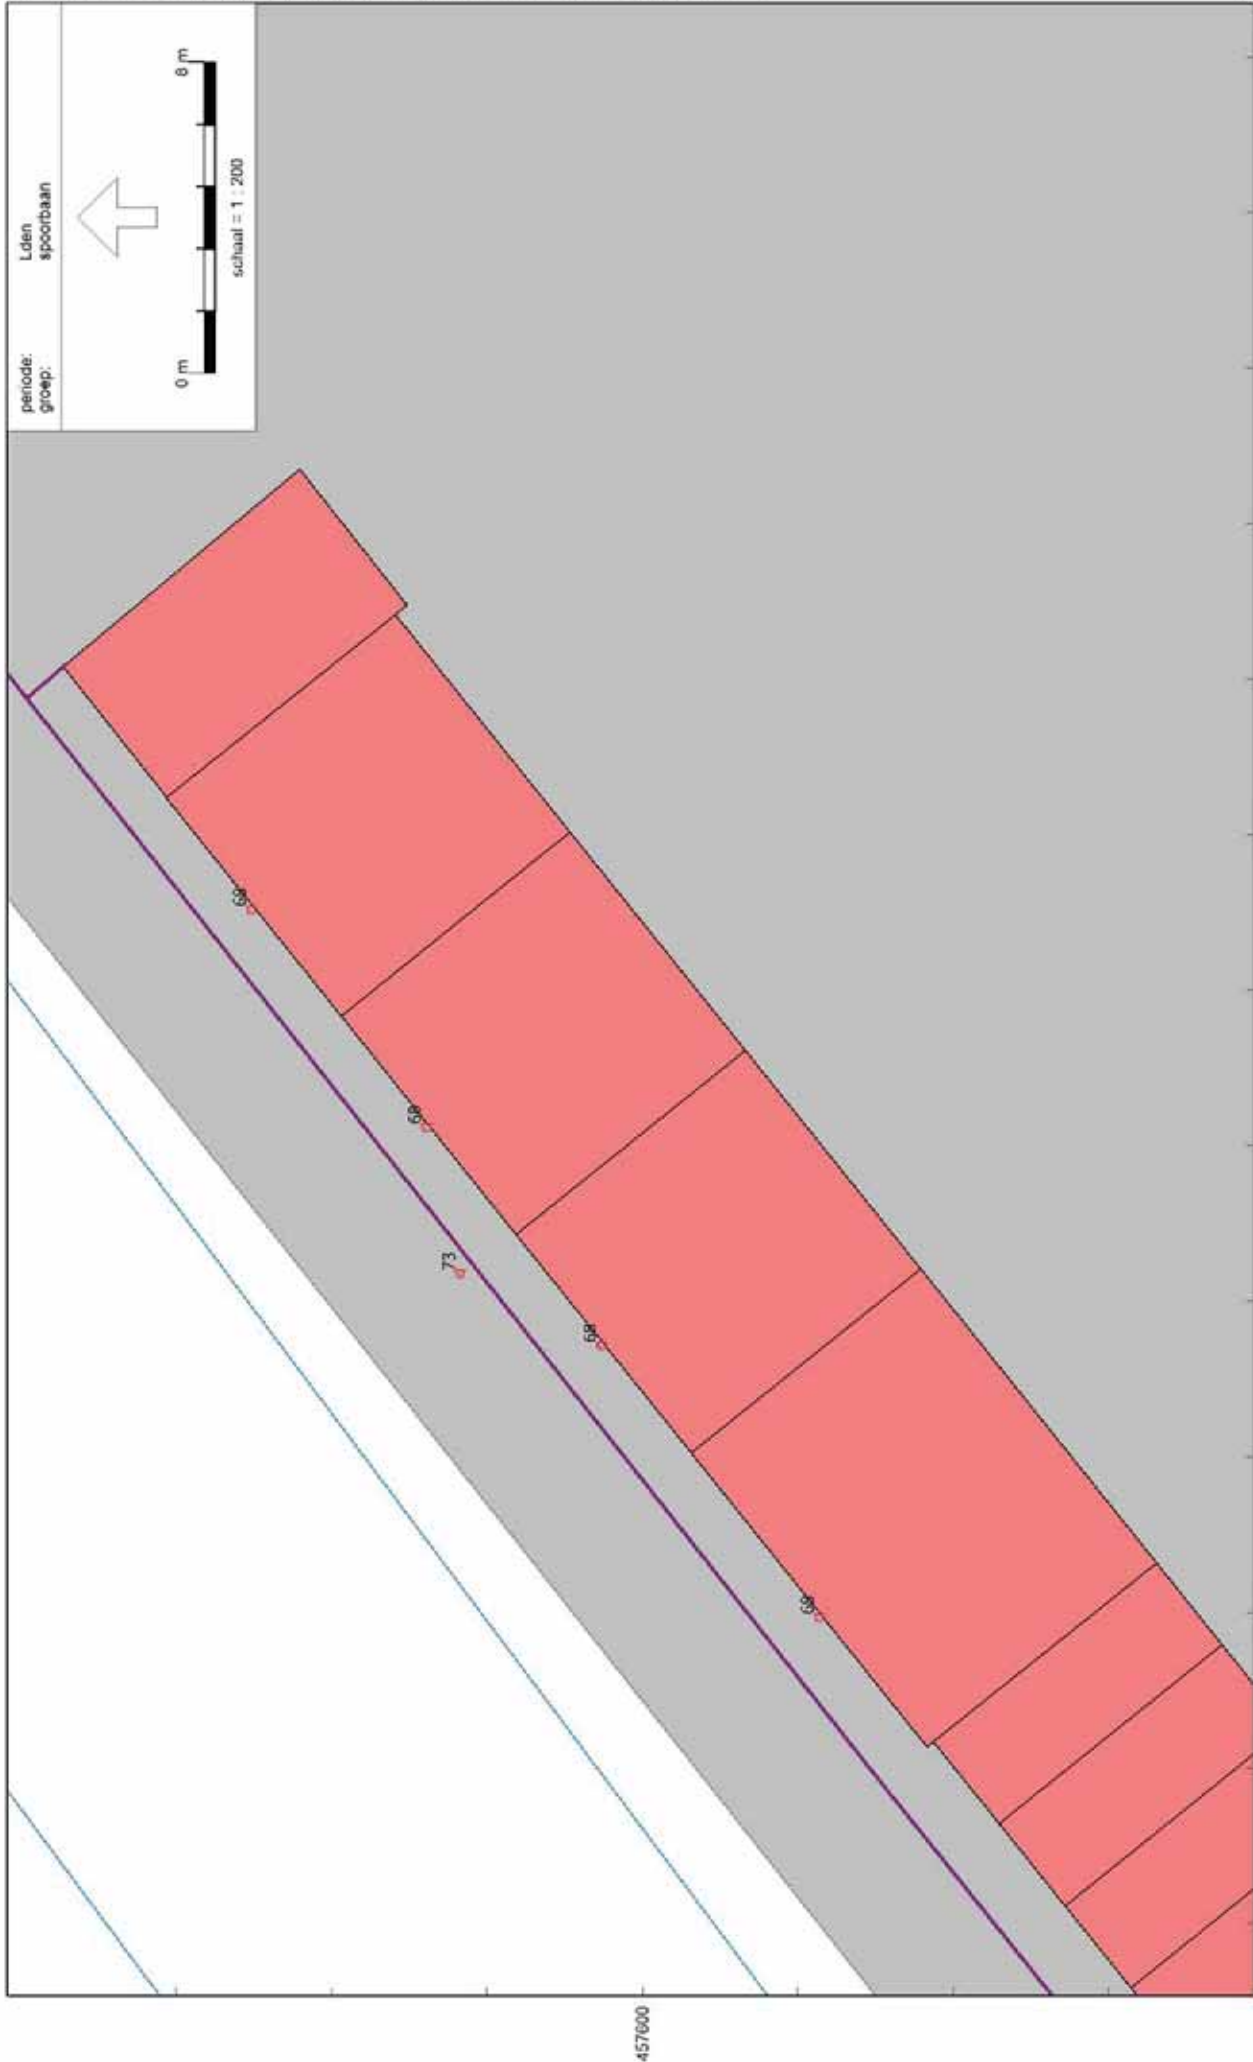 periode: Lden
groep: spoorbaan
0 m 8 m
schaal = 1 : 200
68
68
73
68
68
457600